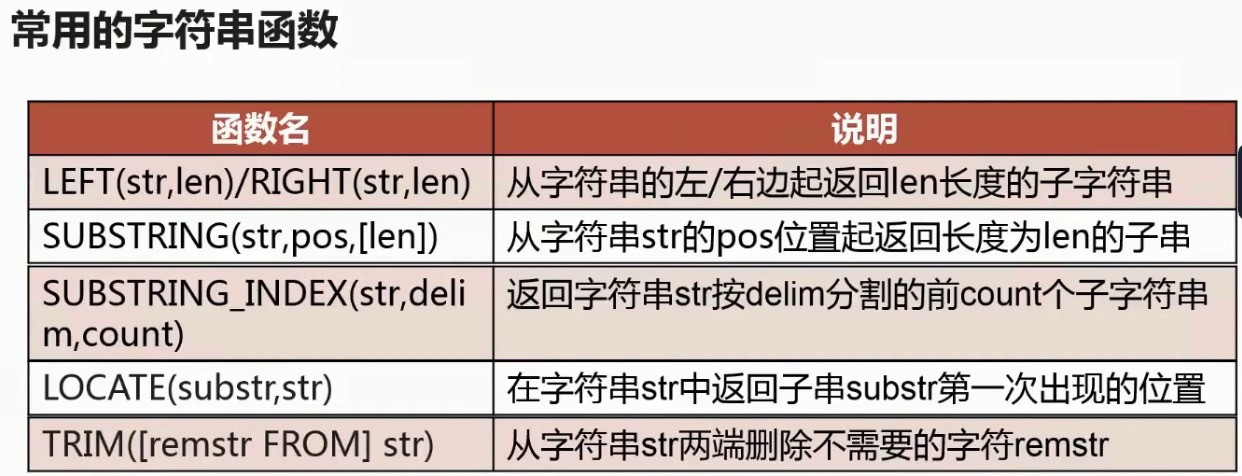 常用的字符串函数
函数名 说明
LEFT(str,len)/RIGHT(str,len) 从字符串的左/右边起返回len长度的子字符串
SUBSTRING(str,pos,[len]) 从字符串str的pos位置起返回长度为len的子串
SUBSTRING_INDEX(str,deli 返回字符串str按delim分割的前count个子字符串
m,count)
LOCATE(substr,str) 在字符串str中返回子串substr第一次出现的位置
TRIM([remstr FROM] str) 从字符串str两端删除不需要的字符remstr